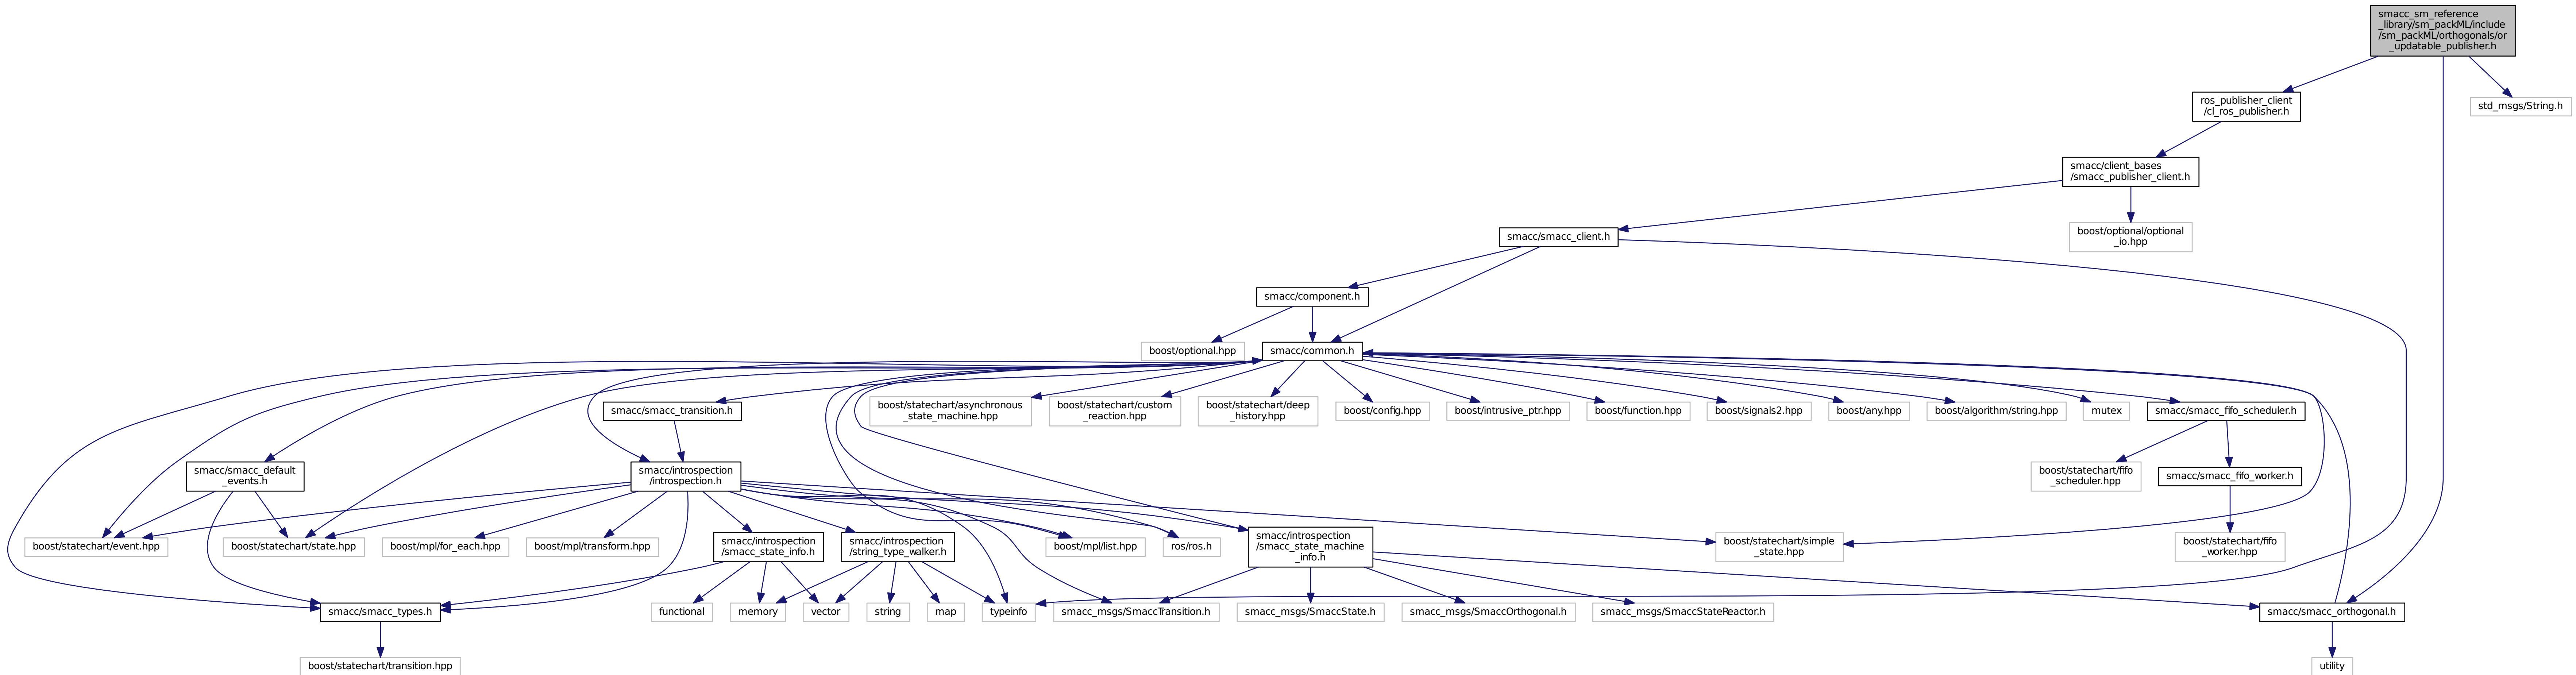 smacc_sm_reference
_library/sm_packML/include
/sm_packML/orthogonals/or
_updatable_publisher.h
ros_publisher_client
/cl_ros_publisher.h
std_msgs/String.h
smacc/client_bases
/smacc_publisher_client.h
smacc/smacc_client.h
boost/optional/optional
_io.hpp
smacc/component.h
boost/optional.hpp
smacc/common.h
smacc/smacc_transition.h
boost/statechart/asynchronous
_state_machine.hpp
boost/statechart/custom
_reaction.hpp
boost/statechart/deep
_history.hpp
boost/config.hpp
boost/intrusive_ptr.hpp
boost/function.hpp
boost/signals2.hpp
boost/any.hpp
boost/algorithm/string.hpp
mutex
smacc/smacc_fifo_scheduler.h
smacc/smacc_default
_events.h
smacc/introspection
/introspection.h
boost/statechart/fifo
_scheduler.hpp
smacc/smacc_fifo_worker.h
boost/statechart/event.hpp
boost/statechart/state.hpp
boost/mpl/for_each.hpp
boost/mpl/transform.hpp
smacc/introspection
/smacc_state_info.h
smacc/introspection
/string_type_walker.h
boost/mpl/list.hpp
ros/ros.h
smacc/introspection
/smacc_state_machine
_info.h
boost/statechart/simple
_state.hpp
boost/statechart/fifo
_worker.hpp
smacc/smacc_types.h
functional
memory
vector
string
map
typeinfo
smacc_msgs/SmaccTransition.h
smacc_msgs/SmaccState.h
smacc_msgs/SmaccOrthogonal.h
smacc_msgs/SmaccStateReactor.h
smacc/smacc_orthogonal.h
boost/statechart/transition.hpp
utility